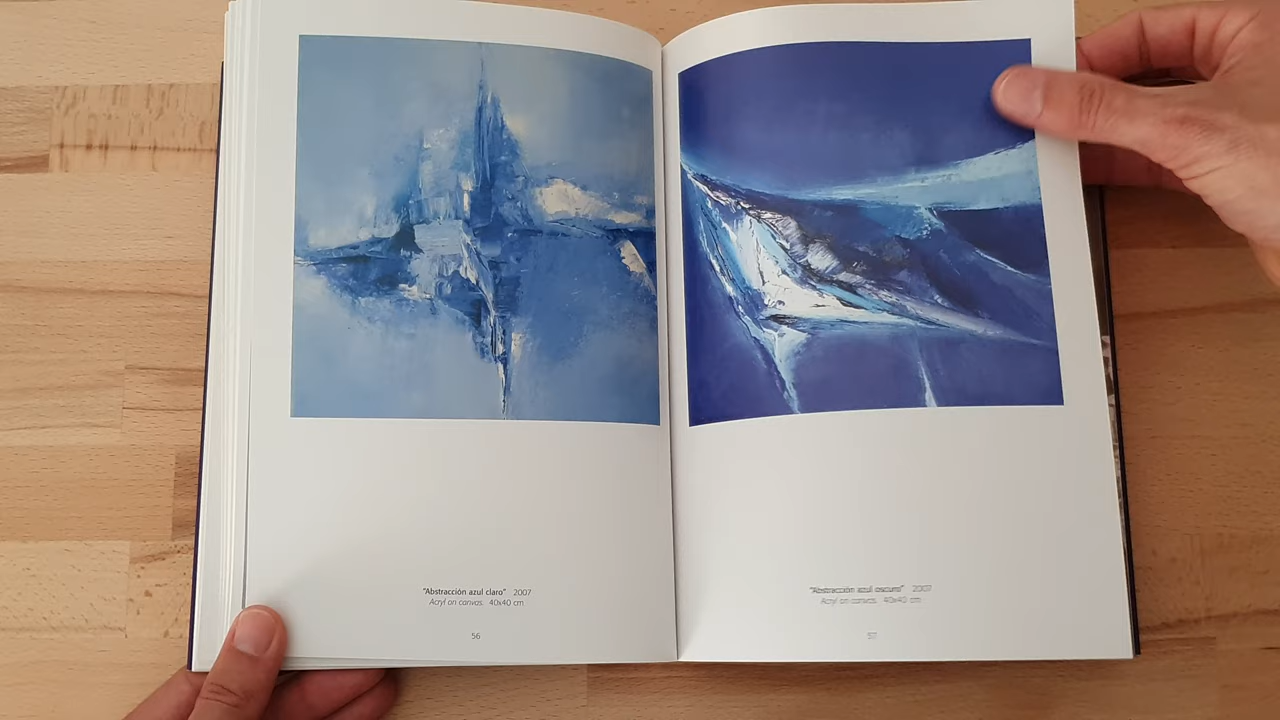 "Abstracción azul claro" 2007
Acryl on canvas. 40x40 cm
56
"Abstracción azul oscuro" 2007
Acryl on canvas. 40x40 cm
57